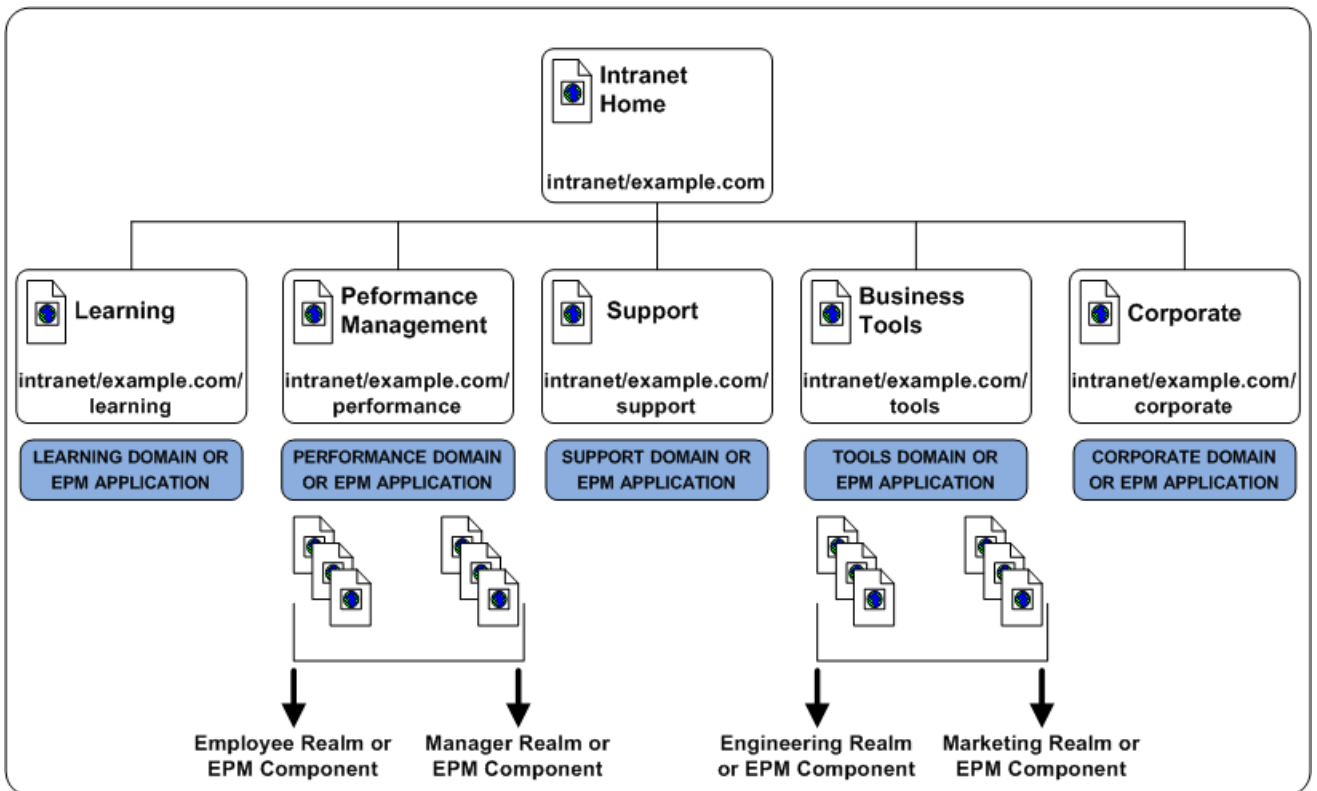 Intranet
Home
intranet/example.com
Learning
intranet/example.com/
learning
Peformance
Management
intranet/example.com/
performance
Support
intranet/example.com/
support
Business
Tools
intranet/example.com/
tools
Corporate
intranet/example.com/
corporate
LEARNING DOMAIN OR
EPM APPLICATION
PERFORMANCE DOMAIN
OR EPM APPLICATION
SUPPORT DOMAIN OR
EPM APPLICATION
TOOLS DOMAIN OR
EPM APPLICATION
CORPORATE DOMAIN
OR EPM APPLICATION
Employee Realm or
EPM Component
Manager Realm or
EPM Component
Engineering Realm
or EPM Component
Marketing Realm or
EPM Component